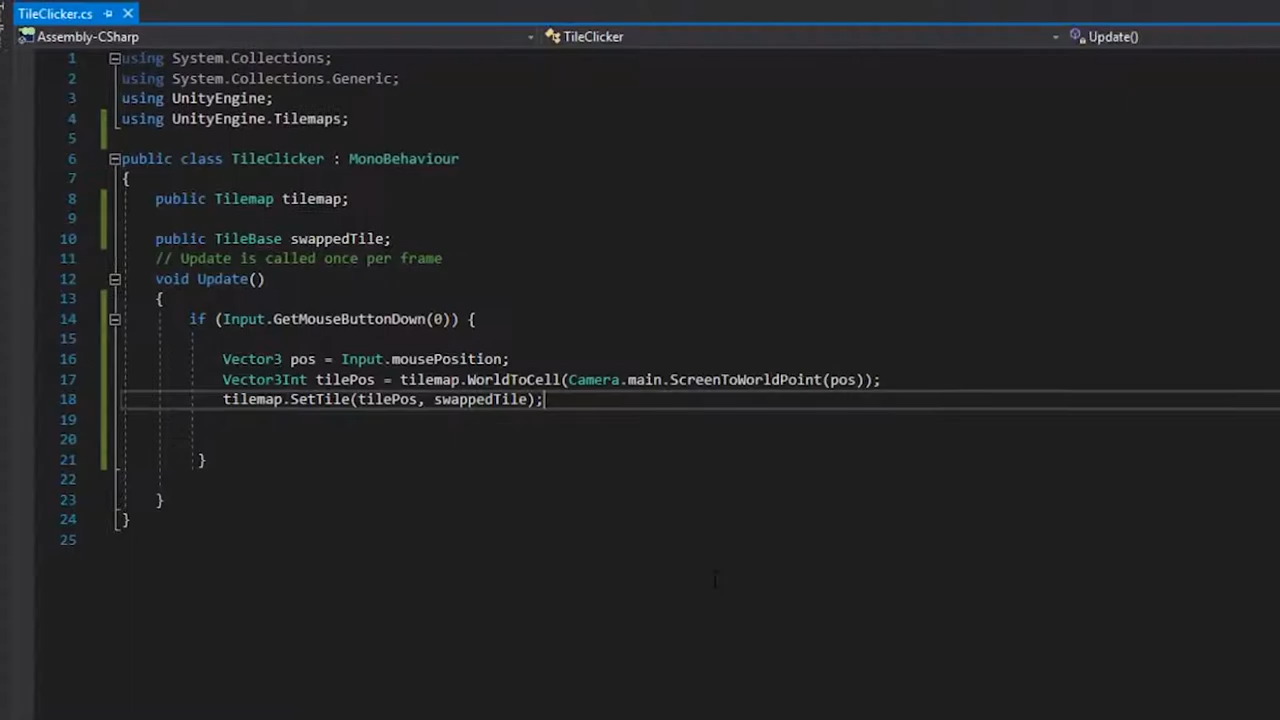 TileClicker.cs
Assembly-CSharp TileClicker Update()
1 using System.Collections;
2 using System.Collections.Generic;
3 using UnityEngine;
4 using UnityEngine.Tilemaps;
5
6 public class TileClicker : MonoBehaviour
7 {
8 public Tilemap tilemap;
9
10 public TileBase swappedTile;
11 // Update is called once per frame
12 void Update()
13 {
14 if (Input.GetMouseButtonDown(0)) {
15
16 Vector3 pos = Input.mousePosition;
17 Vector3Int tilePos = tilemap.WorldToCell(Camera.main.ScreenToWorldPoint(pos));
18 tilemap.SetTile(tilePos, swappedTile);
19
20
21 }
22
23 }
24 }
25